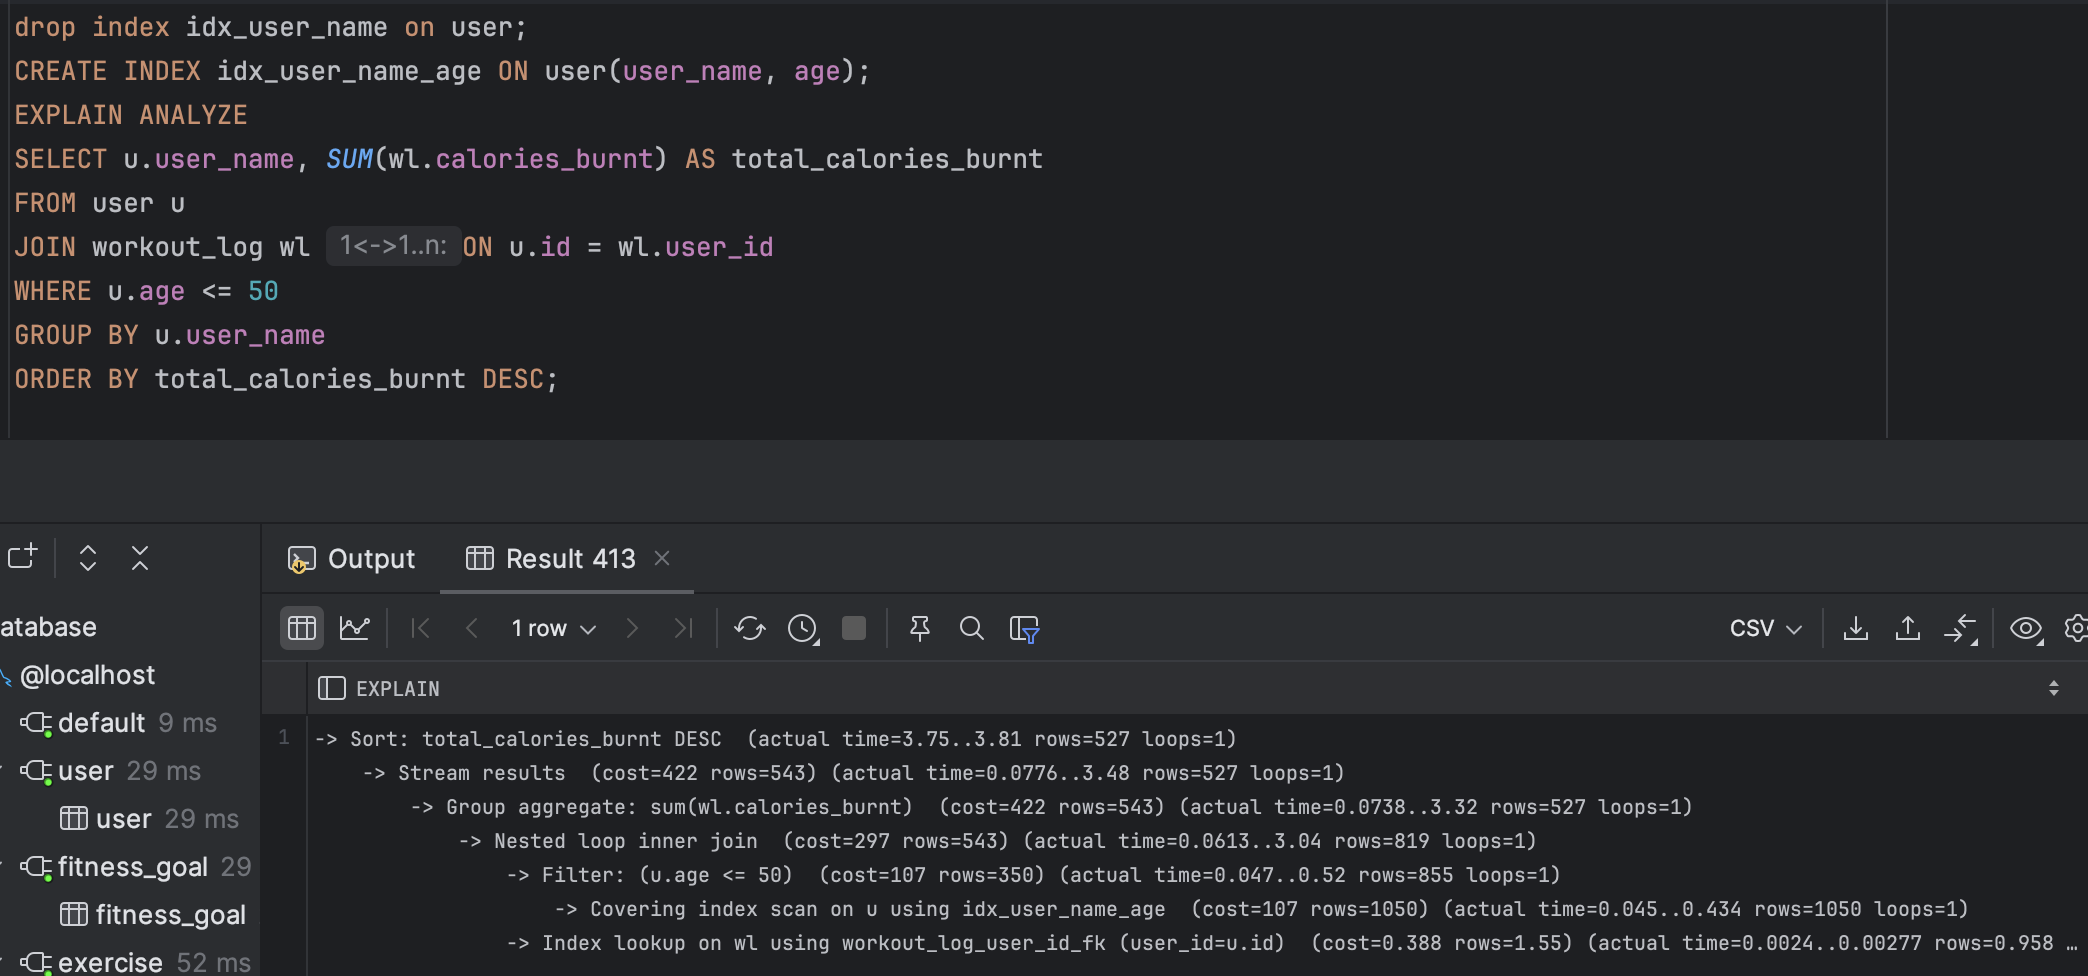 drop index idx_user_name on user;
CREATE INDEX idx_user_name_age ON user(user_name, age);
EXPLAIN ANALYZE
SELECT u.user_name, SUM(wl.calories_burnt) AS total_calories_burnt
FROM user u
JOIN workout_log wl 1<->1..n: ON u.id = wl.user_id
WHERE u.age <= 50
GROUP BY u.user_name
ORDER BY total_calories_burnt DESC;
Output
Result 413
1 row
CSV
atabase
@localhost
default 9 ms
user 29 ms
user 29 ms
fitness_goal 29
fitness_goal
exercise 52 ms
EXPLAIN
1
-> Sort: total_calories_burnt DESC  (actual time=3.75..3.81 rows=527 loops=1)
-> Stream results  (cost=422 rows=543) (actual time=0.0776..3.48 rows=527 loops=1)
-> Group aggregate: sum(wl.calories_burnt)  (cost=422 rows=543) (actual time=0.0738..3.32 rows=527 loops=1)
-> Nested loop inner join  (cost=297 rows=543) (actual time=0.0613..3.04 rows=819 loops=1)
-> Filter: (u.age <= 50)  (cost=107 rows=350) (actual time=0.047..0.52 rows=855 loops=1)
-> Covering index scan on u using idx_user_name_age  (cost=107 rows=1050) (actual time=0.045..0.434 rows=1050 loops=1)
-> Index lookup on wl using workout_log_user_id_fk (user_id=u.id)  (cost=0.388 rows=1.55) (actual time=0.0024..0.00277 rows=0.958 …